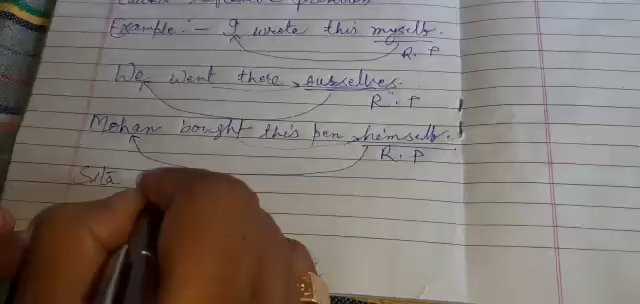 Example:- I wrote this myself.
R.P
We went there ourselves.
R.P
Mohan bought this pen himself.
R.P
Sita